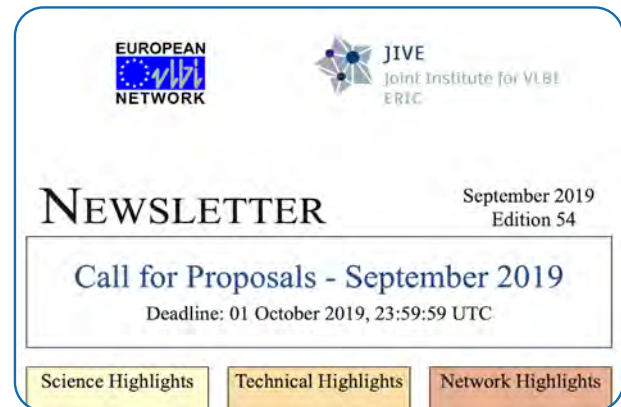 EUROPEAN
vlbi
NETWORK
JIVE
Joint Institute for VLBI
ERIC
NEWSLETTER
September 2019
Edition 54
Call for Proposals - September 2019
Deadline: 01 October 2019, 23:59:59 UTC
Science Highlights
Technical Highlights
Network Highlights